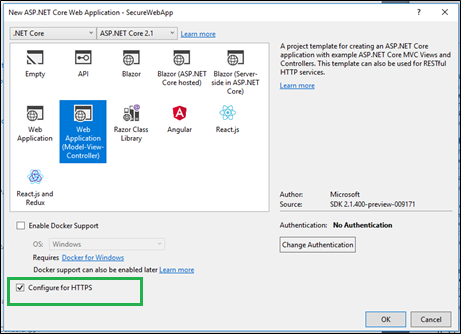 New ASP.NET Core Web Application - SecureWebApp
.NET Core
ASP.NET Core 2.1
Learn more
Empty
API
Blazor
Blazor (ASP.NET
Core hosted)
Blazor (Server-
side in ASP.NET
Core)
Web
Application
Web
Application
(Model-View-
Controller)
Razor Class
Library
Angular
React.js
React.js and
Redux
A project template for creating an ASP.NET Core
application with example ASP.NET Core MVC Views and
Controllers. This template can also be used for RESTful
HTTP services.
Learn more
Author: Microsoft
Source: SDK 2.1.400-preview-009171
Enable Docker Support
OS: Windows
Requires Docker for Windows
Docker support can also be enabled later Learn more
Configure for HTTPS
Authentication: No Authentication
Change Authentication
OK
Cancel